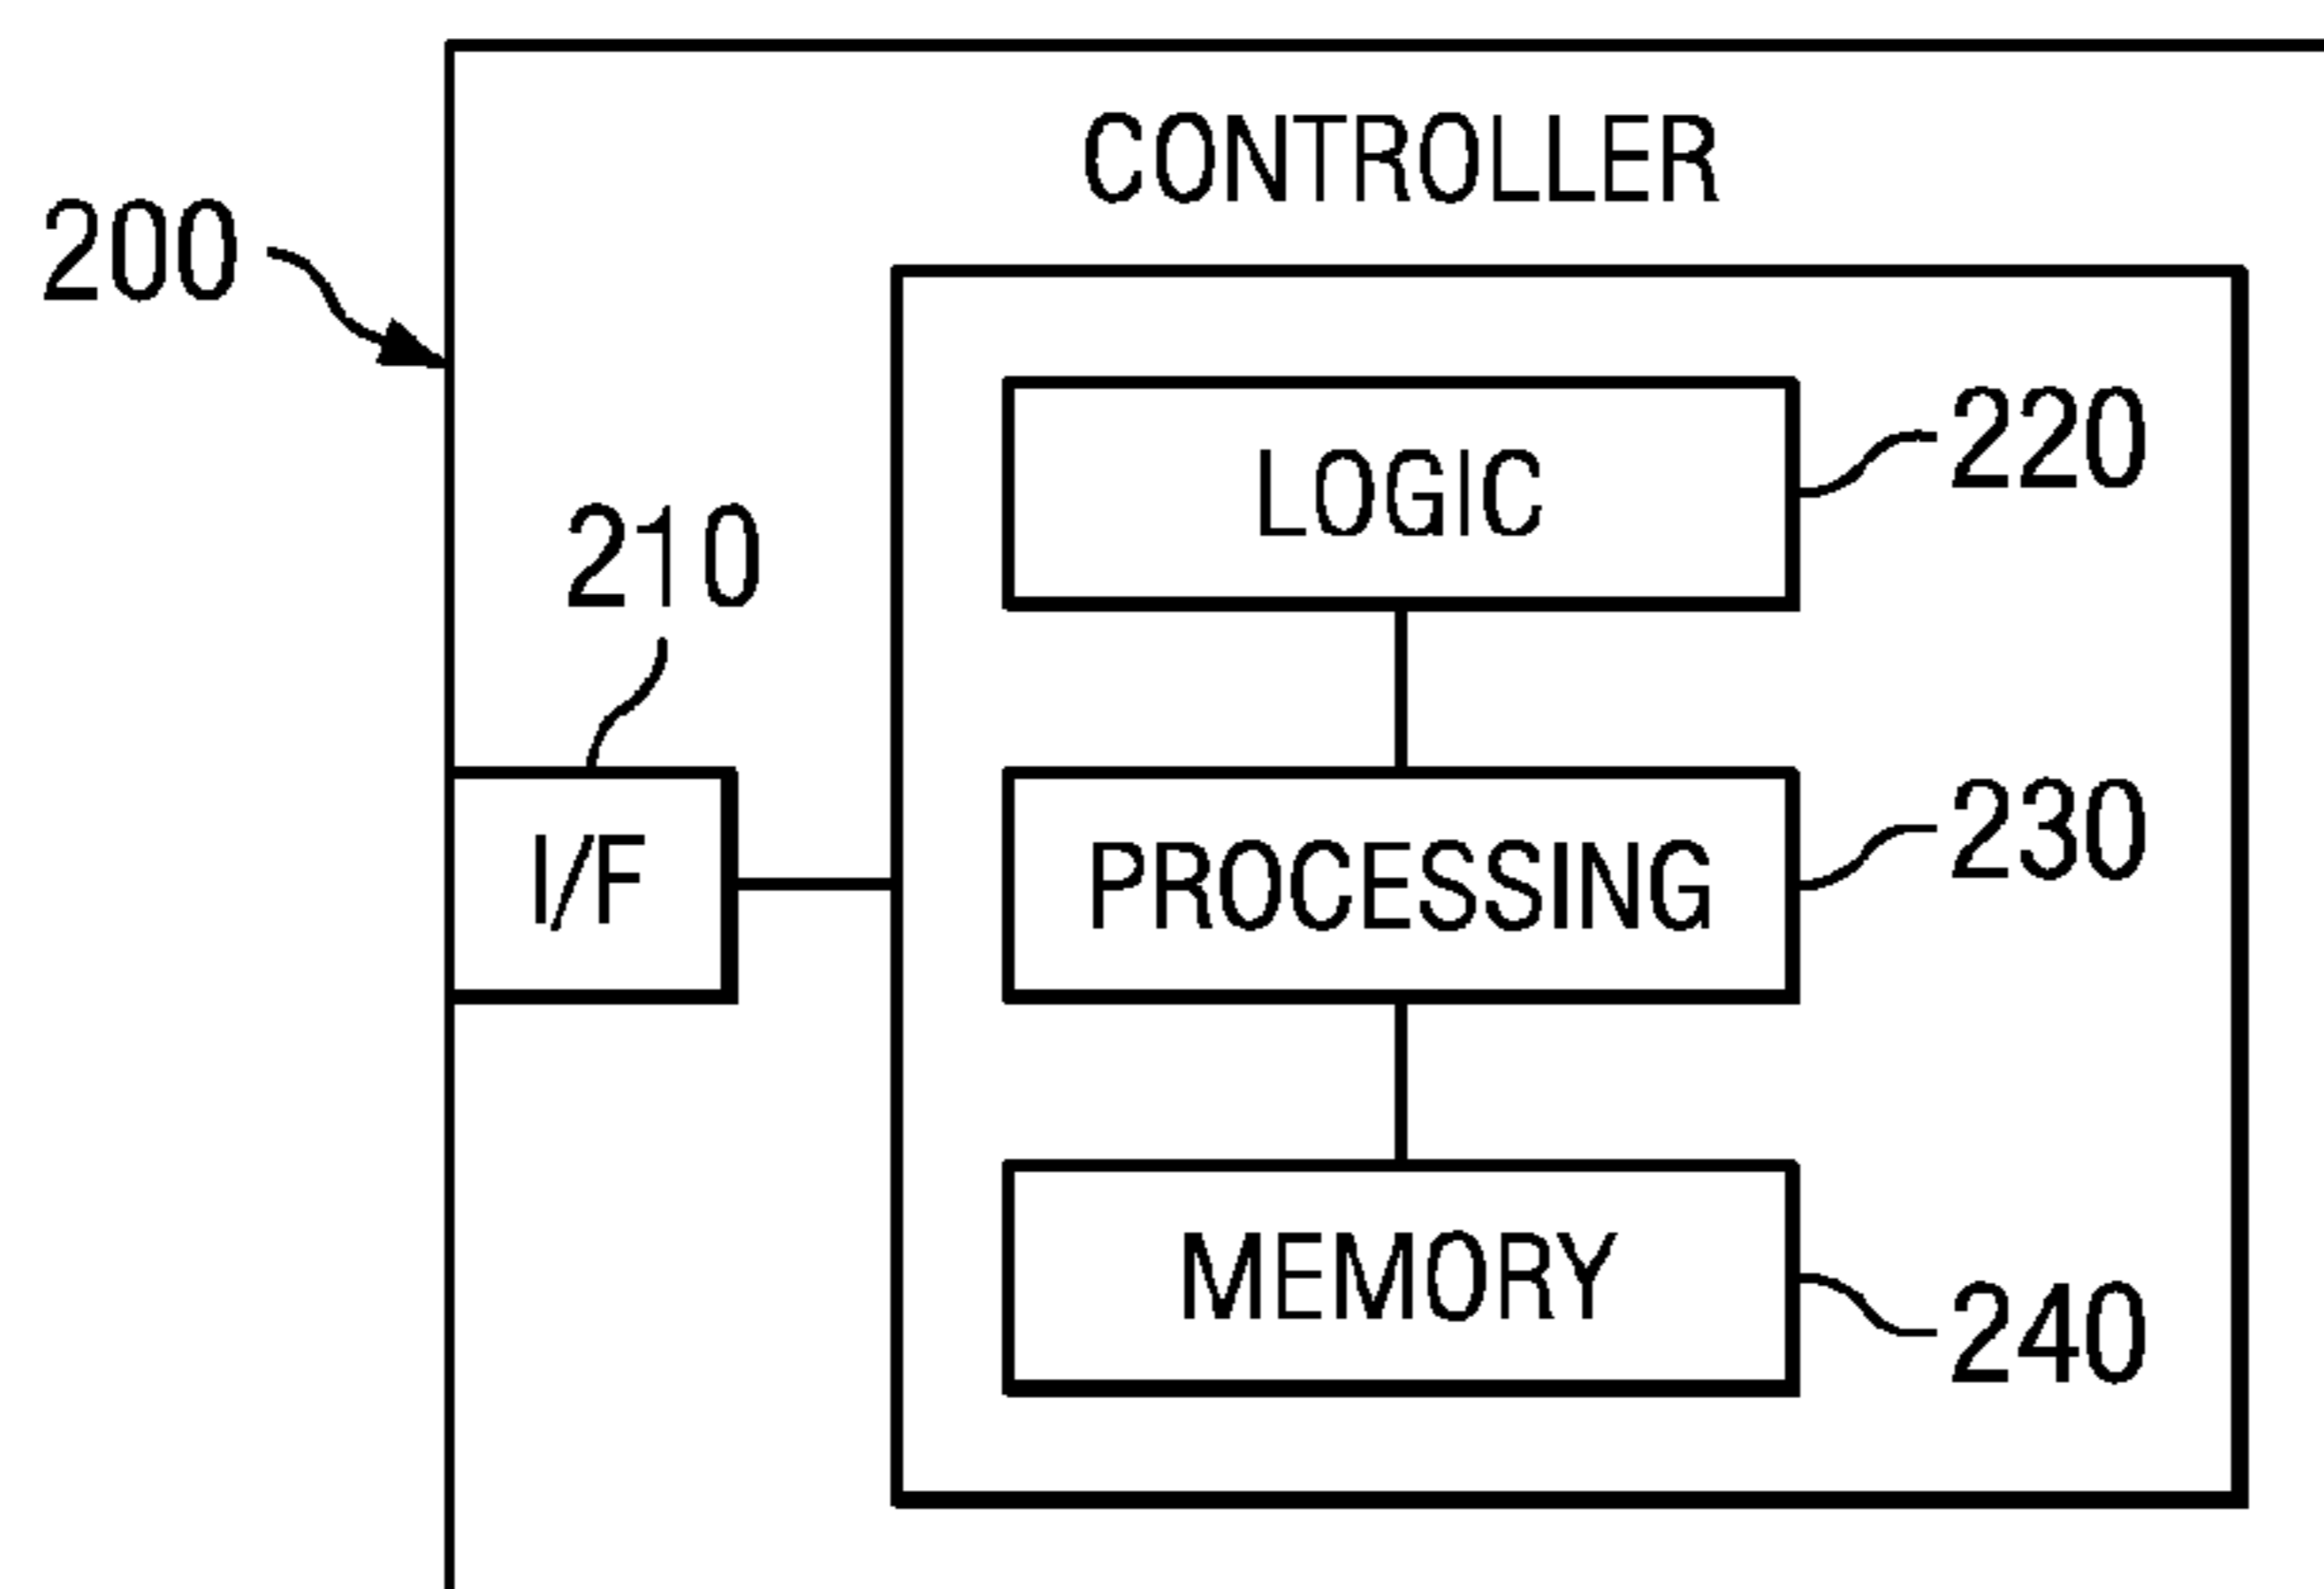 CONTROLLER
200
LOGIC
220
210
I/F
PROCESSING
230
MEMORY
240